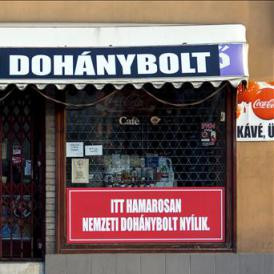 DOHÁNYBOLT
Coca-Cola
Café
KÁVÉ, Ü
ITT HAMAROSAN
NEMZETI DOHÁNYBOLT NYÍLIK.